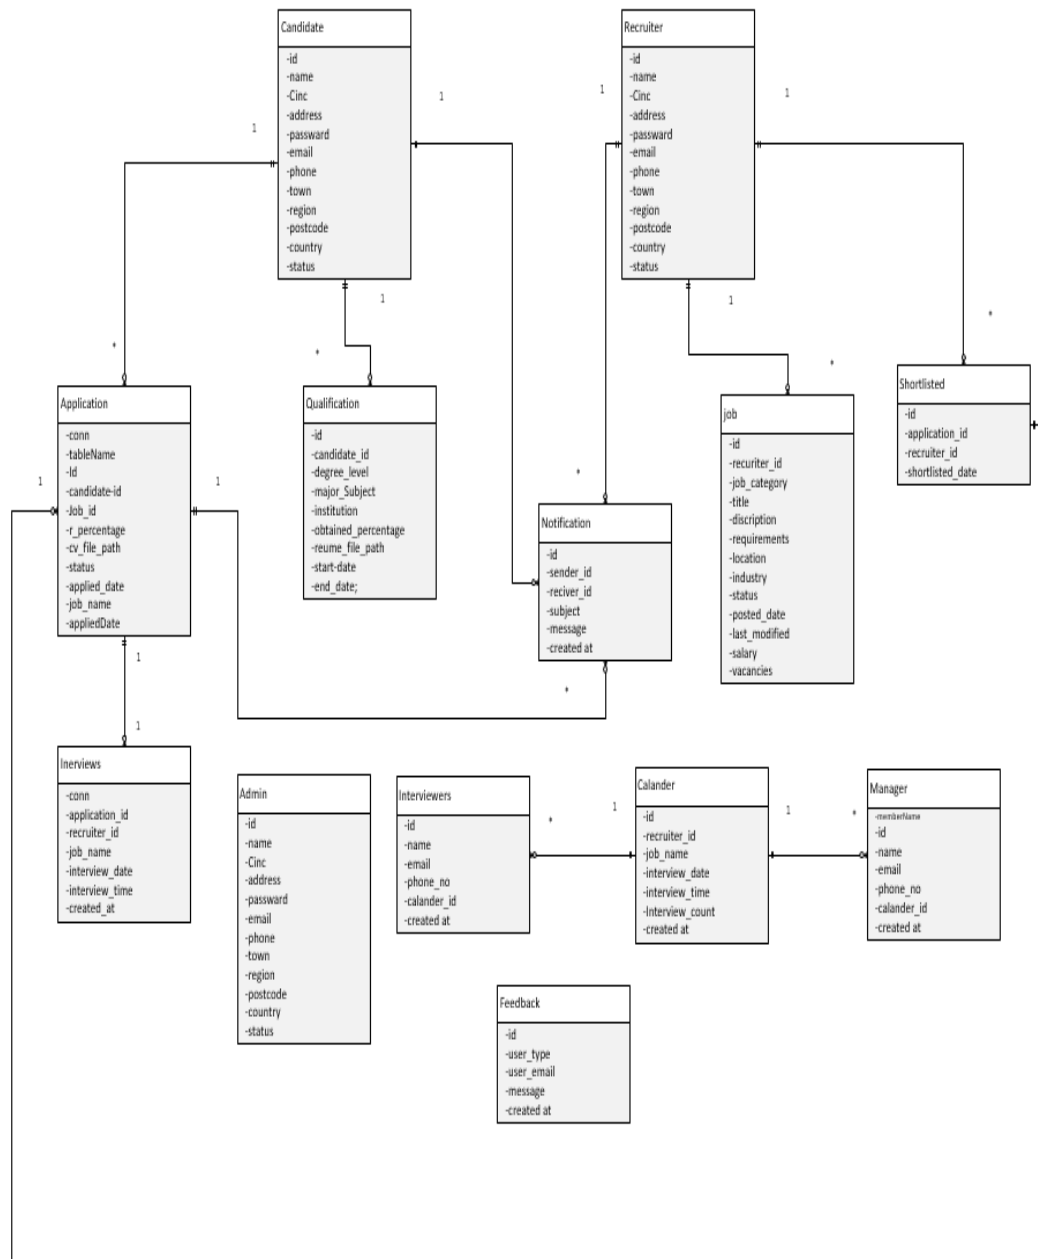 Candidate
-id
-name
-Cinc
-address
-passward
-email
-phone
-town
-region
-postcode
-country
-status
Recruiter
-id
-name
-Cinc
-address
-passward
-email
-phone
-town
-region
-postcode
-country
-status
1
1
1
1
1
*
1
*
1
*
*
Application
-conn
-tableName
-Id
-candidate-id
-Job_id
-r_percentage
-cv_file_path
-status
-applied_date
-job_name
-appliedDate
Qualification
-id
-candidate_id
-degree_level
-major_Subject
-institution
-obtained_percentage
-reume_file_path
-start-date
-end_date;
job
-id
-recuriter_id
-job_category
-title
-discription
-requirements
-location
-industry
-status
-posted_date
-last_modified
-salary
-vacancies
Shortlisted
-id
-application_id
-recruiter_id
-shortlisted_date
1
1
*
Notification
-id
-sender_id
-reciver_id
-subject
-message
-created at
*
1
1
Inerviews
-conn
-application_id
-recruiter_id
-job_name
-interview_date
-interview_time
-created_at
Admin
-id
-name
-Cinc
-address
-passward
-email
-phone
-town
-region
-postcode
-country
-status
Interviewers
-id
-name
-email
-phone_no
-calander_id
-created at
*
1
Calander
-id
-recruiter_id
-job_name
-interview_date
-interview_time
-Interview_count
-created at
1
*
Manager
-memberName
-id
-name
-email
-phone_no
-calander_id
-created at
Feedback
-id
-user_type
-user_email
-message
-created at